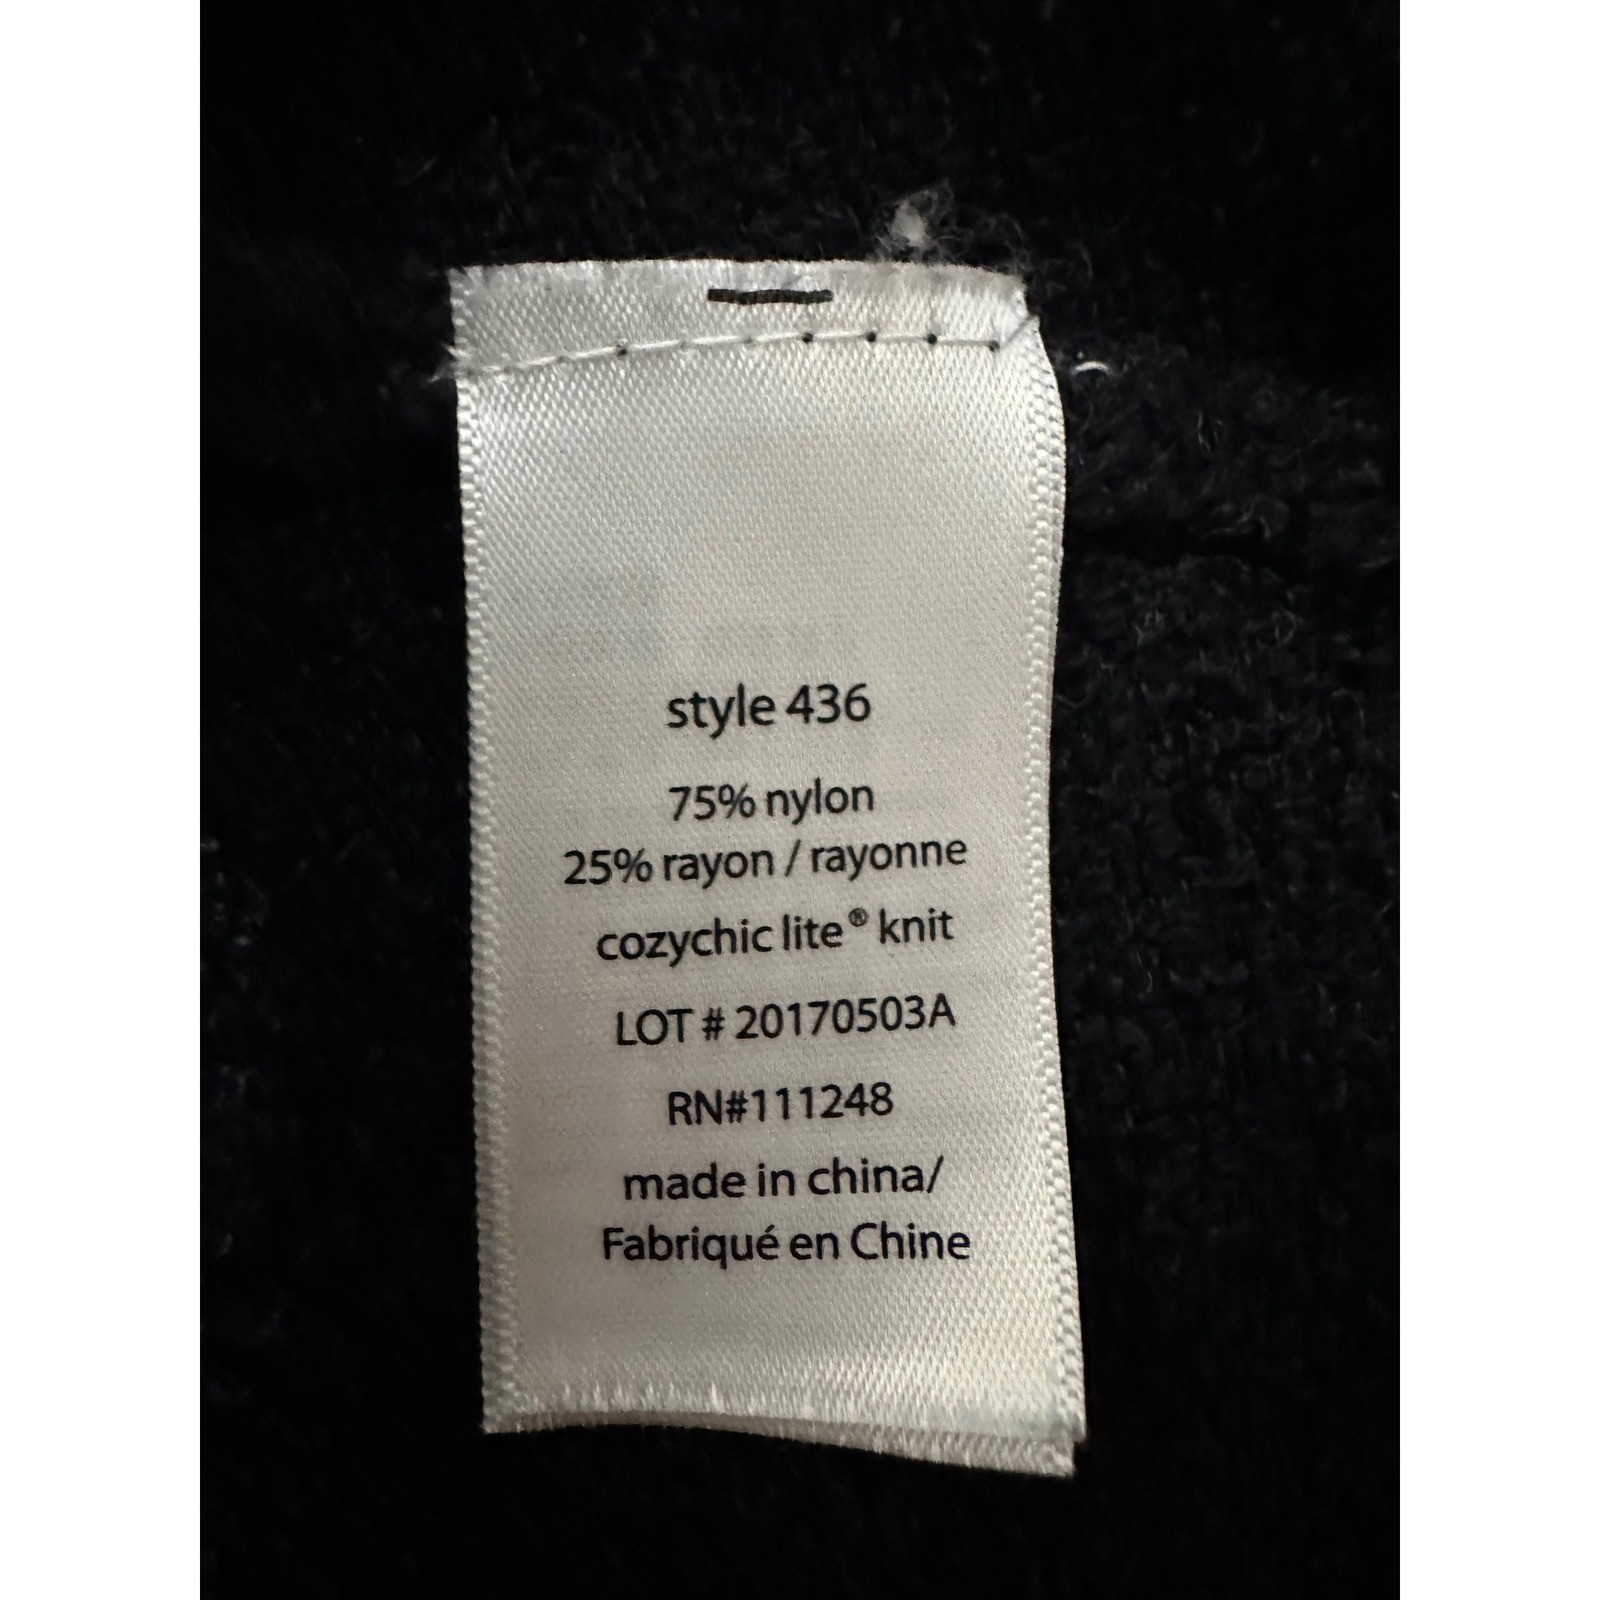 style 436
75% nylon
25% rayon / rayonne
cozychic lite® knit
LOT # 20170503A
RN#111248
made in china/
Fabriqué en Chine